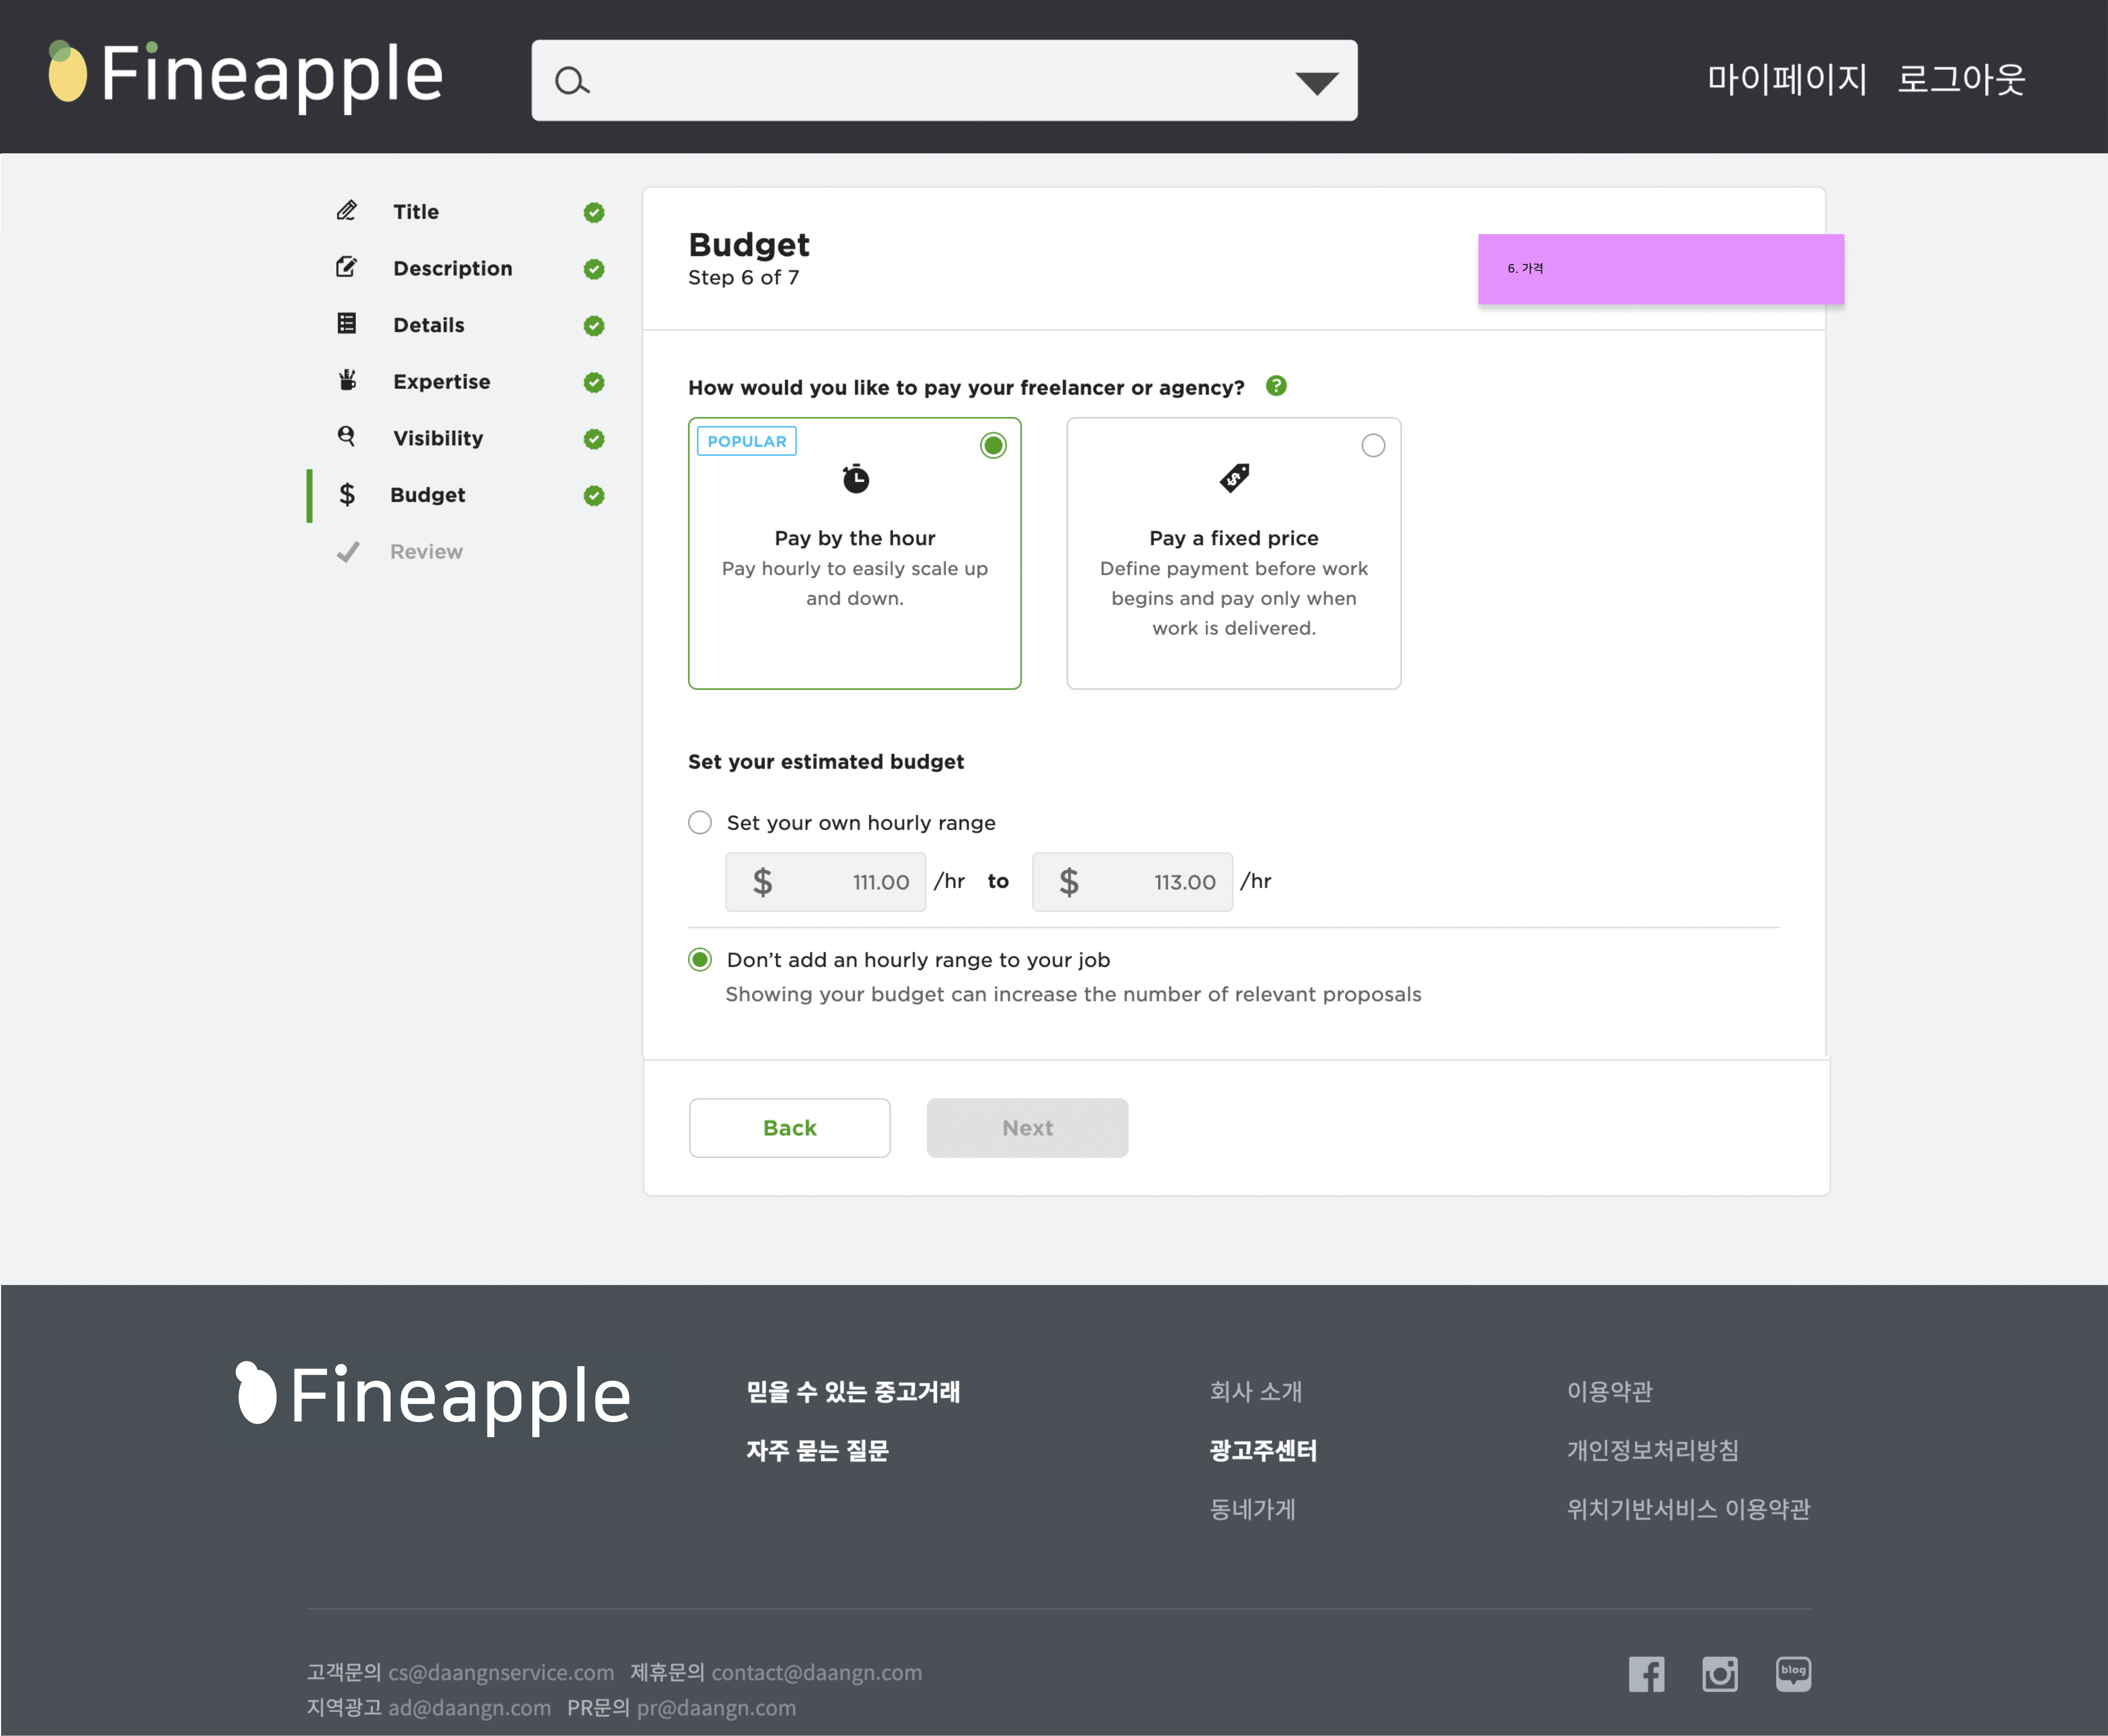 Fineapple
마이페이지 로그아웃
Title
Description
Details
Expertise
Visibility
Budget
Review
Budget
Step 6 of 7
6. 가격
How would you like to pay your freelancer or agency? ?
POPULAR
Pay by the hour
Pay hourly to easily scale up
and down.
Pay a fixed price
Define payment before work
begins and pay only when
work is delivered.
Set your estimated budget
Set your own hourly range
$ 111.00 /hr to $ 113.00 /hr
Don’t add an hourly range to your job
Showing your budget can increase the number of relevant proposals
Back
Next
Fineapple
믿을 수 있는 중고거래
자주 묻는 질문
회사 소개
광고주센터
동네가게
이용약관
개인정보처리방침
위치기반서비스 이용약관
고객문의 cs@daangnservice.com 제휴문의 contact@daangn.com
지역광고 ad@daangn.com PR문의 pr@daangn.com
blog